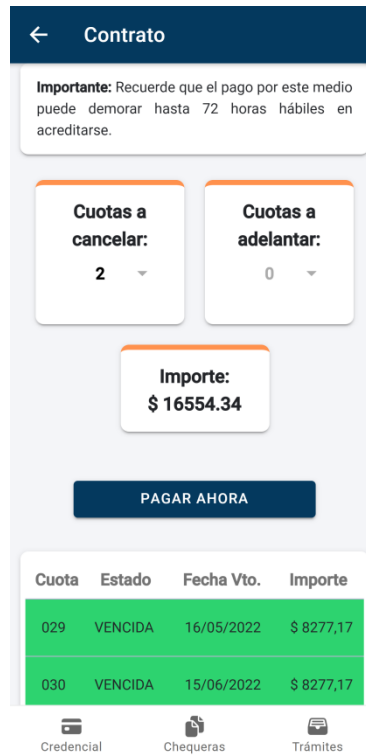 Contrato
Importante: Recuerde que el pago por este medio
puede demorar hasta 72 horas hábiles en
acreditarse.
Cuotas a
cancelar:
2
Cuotas a
adelantar:
0
Importe:
$ 16554.34
PAGAR AHORA
Cuota Estado Fecha Vto. Importe
029 VENCIDA 16/05/2022 $ 8277,17
030 VENCIDA 15/06/2022 $ 8277,17
Credencial Chequeras Trámites